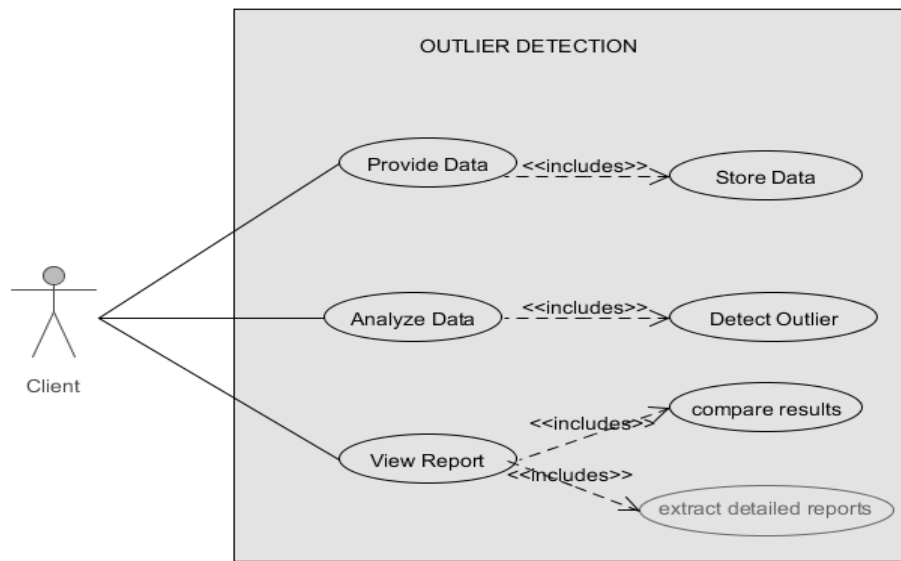 OUTLIER DETECTION
Provide Data
<<includes>>
Store Data
Analyze Data
<<includes>>
Detect Outlier
Client
compare results
<<includes>>
View Report
<<includes>>
extract detailed reports